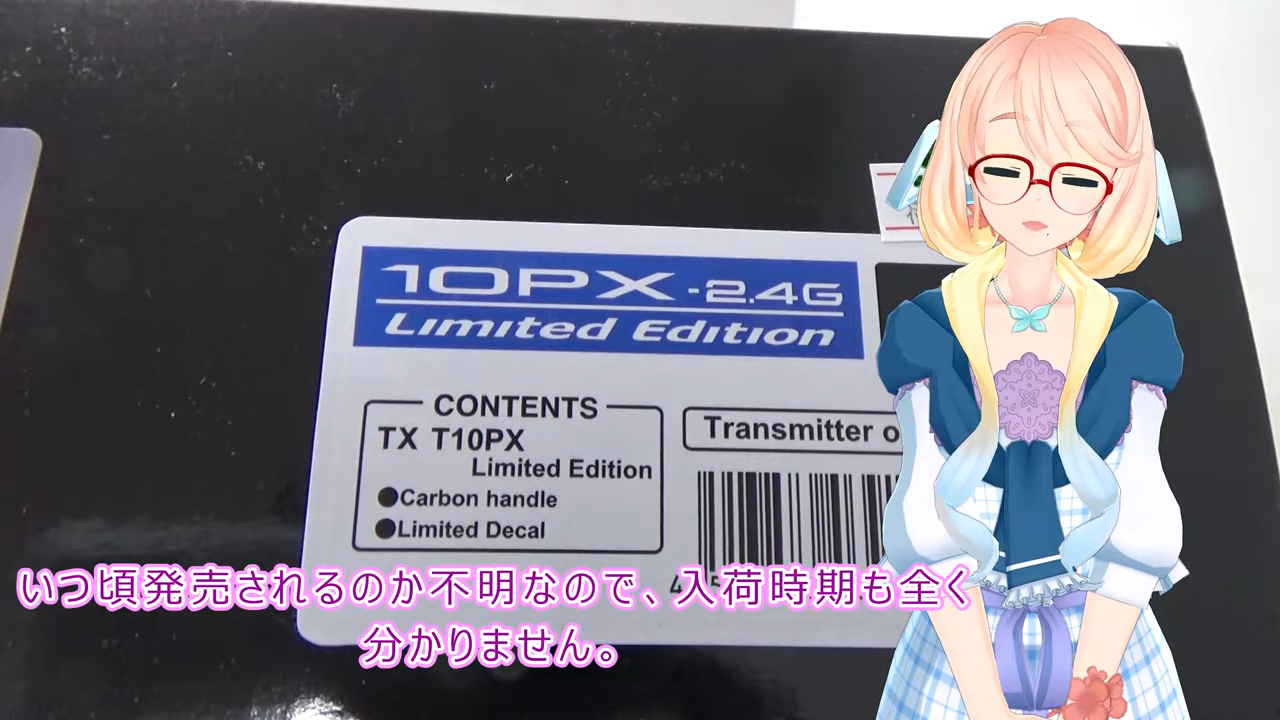 10PX-2.4G
Limited Edition
CONTENTS
TX T10PX
Limited Edition
●Carbon handle
●Limited Decal
Transmitter
いつ頃発売されるのか不明なので、入荷時期も全く
分かりません。